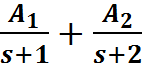 A₁/(s+1) + A₂/(s+2)